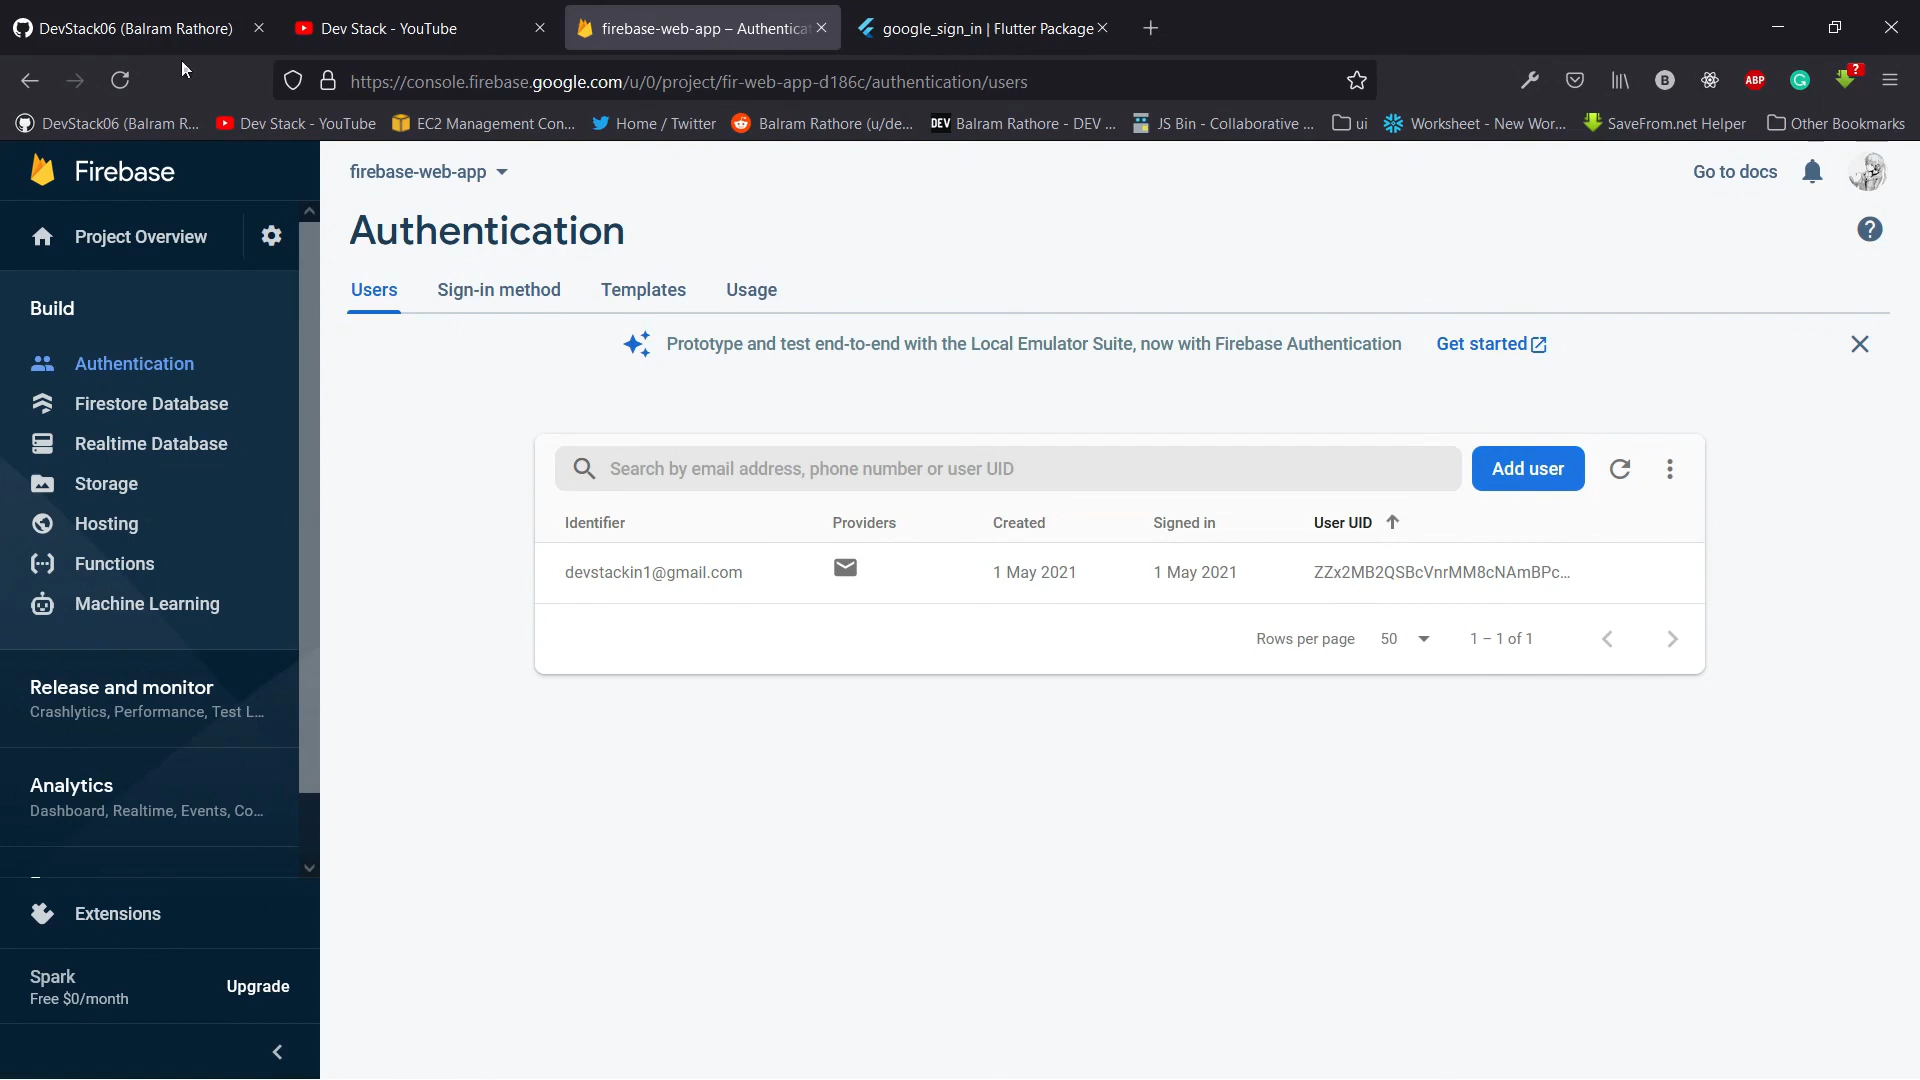 DevStack06 (Balram Rathore)
Dev Stack - YouTube
firebase-web-app – Authentica
google_sign_in | Flutter Package
https://console.firebase.google.com/u/0/project/fir-web-app-d186c/authentication/users
B
ABP
?
DevStack06 (Balram R...
Dev Stack - YouTube
EC2 Management Con...
Home / Twitter
Balram Rathore (u/de...
DEV
Balram Rathore - DEV ...
JS Bin - Collaborative ...
ui
Worksheet - New Wor...
SaveFrom.net Helper
Other Bookmarks
Firebase
Project Overview
Build
Authentication
Firestore Database
Realtime Database
Storage
Hosting
Functions
Machine Learning
Release and monitor
Crashlytics, Performance, Test L...
Analytics
Dashboard, Realtime, Events, Co...
Extensions
Spark
Free $0/month
Upgrade
firebase-web-app
Go to docs
Authentication
?
Users
Sign-in method
Templates
Usage
Prototype and test end-to-end with the Local Emulator Suite, now with Firebase Authentication
Get started
Search by email address, phone number or user UID
Add user
Identifier
Providers
Created
Signed in
User UID
devstackin1@gmail.com
1 May 2021
1 May 2021
ZZx2MB2QSBcVnrMM8cNAmBPc...
Rows per page
50
1 – 1 of 1